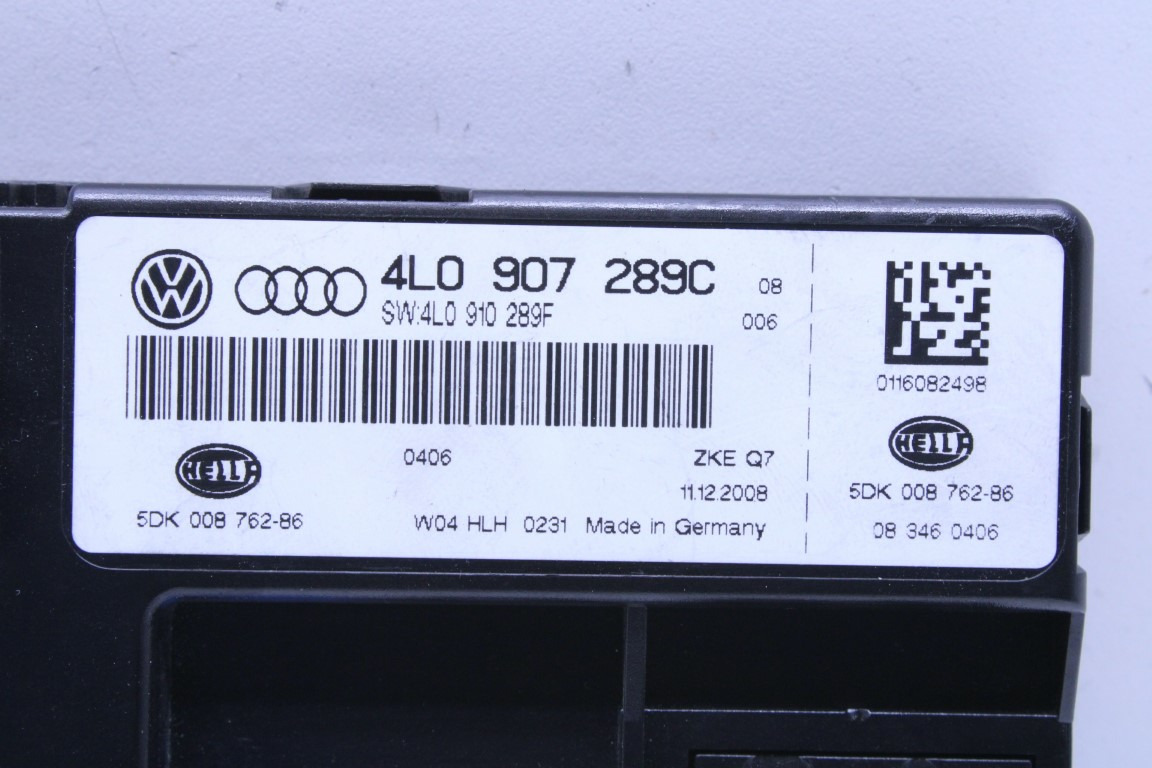 4L0 907 289C 08
SW:4L0 910 289F
006
0406
ZKE Q7
11.12.2008
HELLA
5DK 008 762-86
W04 HLH 0231 Made in Germany
0116082498
HELLA
5DK 008 762-86
08 346 0406